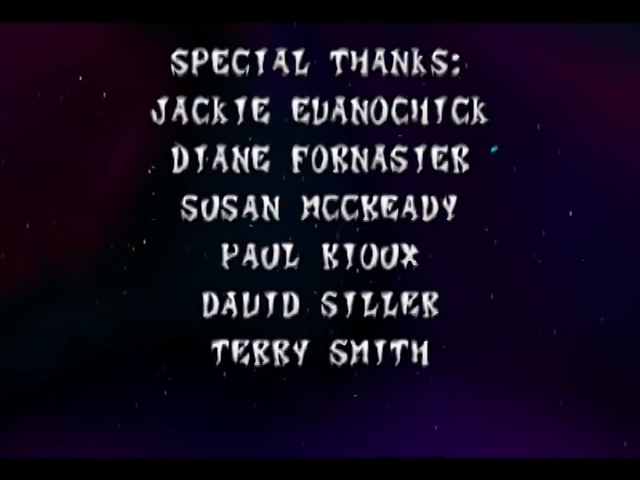 SPECIAL THANKS:
JACKIE EVANOCHICK
DIANE FORNASIER
SUSAN MCCREADY
PAUL RIOUX
DAVID SILLER
TERRY SMITH